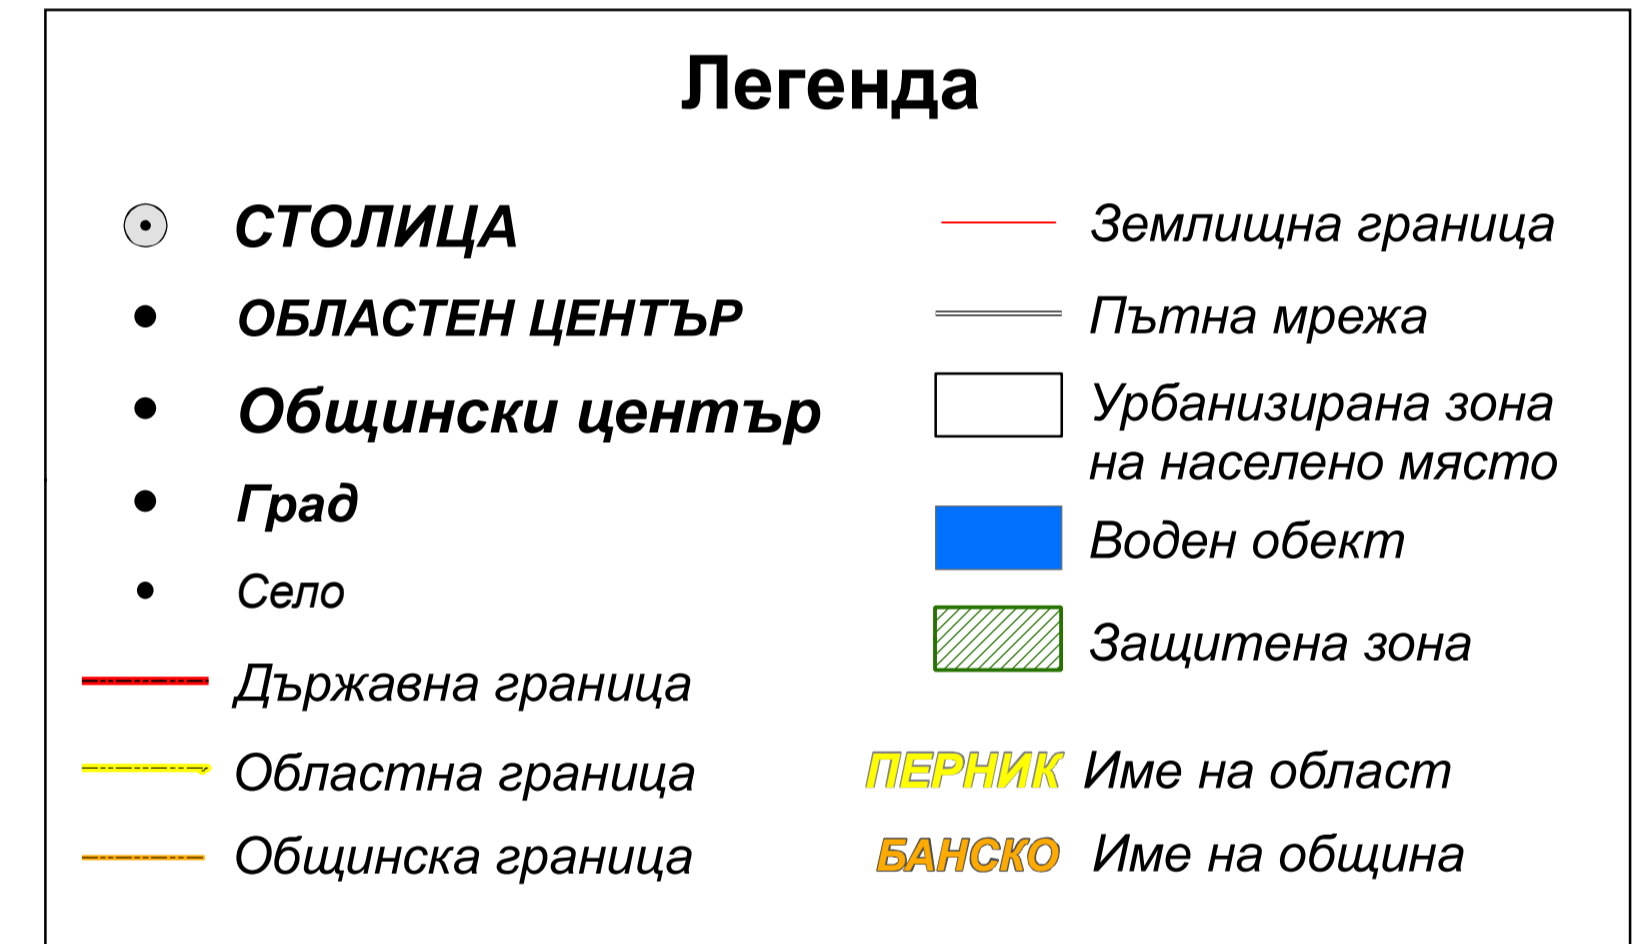 Легенда
СТОЛИЦА
ОБЛАСТЕН ЦЕНТЪР
Общински център
Град
Село
Държавна граница
Областна граница
Общинска граница
Землищна граница
Пътна мрежа
Урбанизирана зона
на населено място
Воден обект
Защитена зона
ПЕРНИК Име на област
БАНСКО Име на община